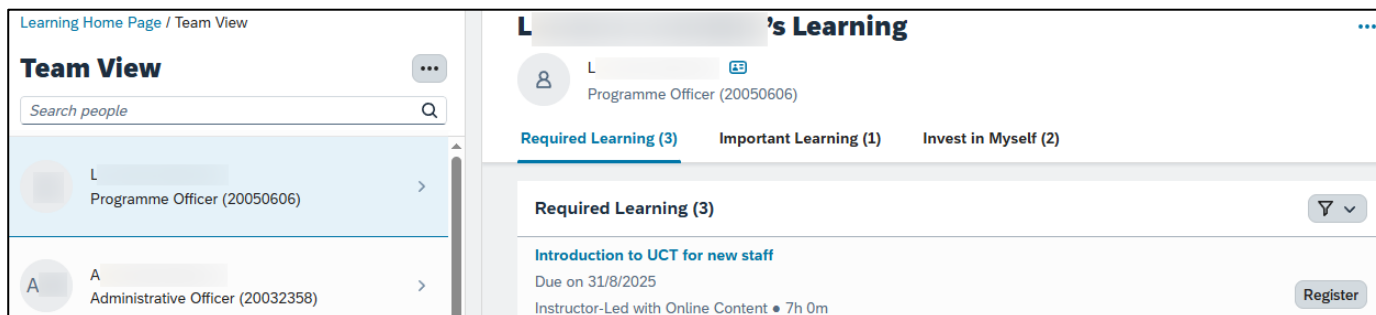 Learning Home Page / Team View
Team View
Search people
L
Programme Officer (20050606)
A
A
Administrative Officer (20032358)
L 's Learning
L
Programme Officer (20050606)
Required Learning (3)
Important Learning (1)
Invest in Myself (2)
Required Learning (3)
Introduction to UCT for new staff
Due on 31/8/2025
Instructor-Led with Online Content • 7h 0m
Register